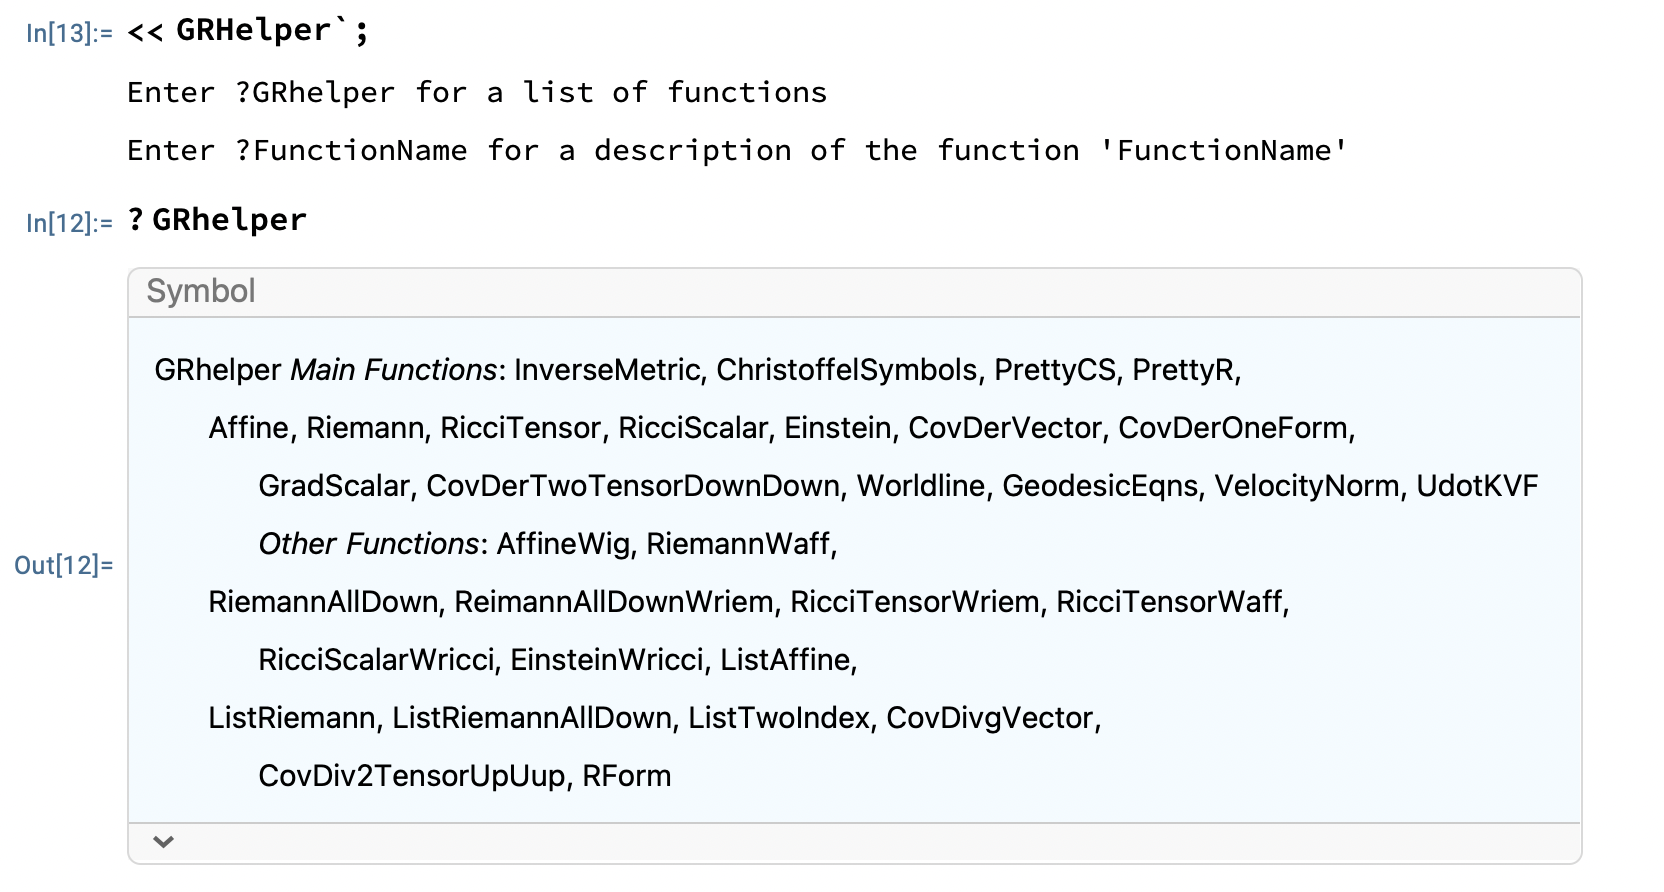 In[13]:= << GRHelper`;
Enter ?GRhelper for a list of functions
Enter ?FunctionName for a description of the function 'FunctionName'
In[12]:= ? GRhelper
Symbol
GRhelper Main Functions: InverseMetric, ChristoffelSymbols, PrettyCS, PrettyR,
Affine, Riemann, RicciTensor, RicciScalar, Einstein, CovDerVector, CovDerOneForm,
GradScalar, CovDerTwoTensorDownDown, Worldline, GeodesicEqns, VelocityNorm, UdotKVF
Other Functions: AffineWig, RiemannWaff,
Out[12]=
RiemannAllDown, ReimannAllDownWriem, RicciTensorWriem, RicciTensorWaff,
RicciScalarWricci, EinsteinWricci, ListAffine,
ListRiemann, ListRiemannAllDown, ListTwoIndex, CovDivgVector,
CovDiv2TensorUpUup, RForm